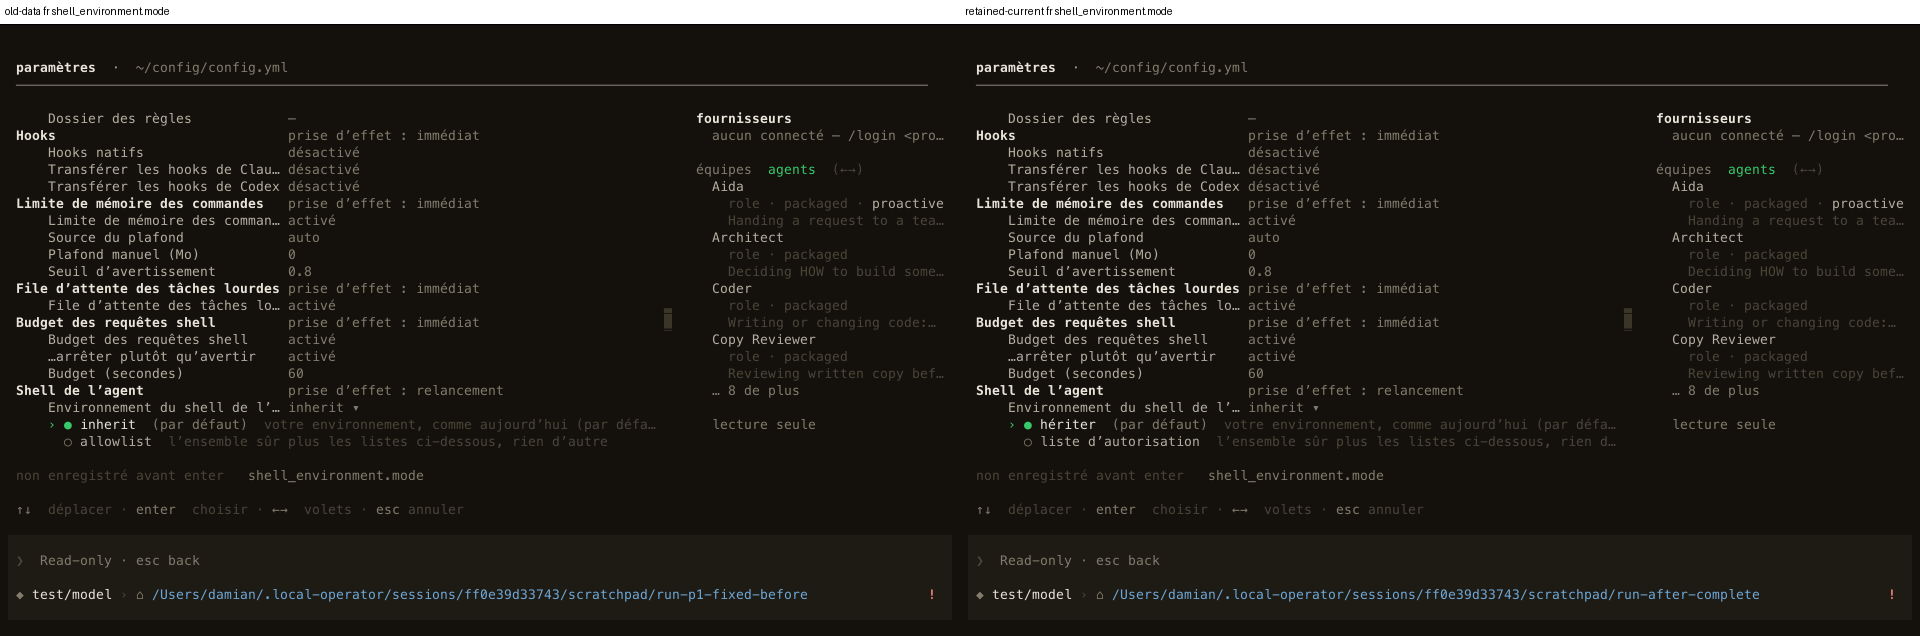 old-data fr shell_environment.mode
paramètres · ~/config/config.yml
Dossier des règles —
Hooks prise d’effet : immédiat
Hooks natifs désactivé
Transférer les hooks de Clau… désactivé
Transférer les hooks de Codex désactivé
Limite de mémoire des commandes prise d’effet : immédiat
Limite de mémoire des comman… activé
Source du plafond auto
Plafond manuel (Mo) 0
Seuil d’avertissement 0.8
File d’attente des tâches lourdes prise d’effet : immédiat
File d’attente des tâches lo… activé
Budget des requêtes shell prise d’effet : immédiat
Budget des requêtes shell activé
…arrêter plutôt qu’avertir activé
Budget (secondes) 60
Shell de l’agent prise d’effet : relancement
Environnement du shell de l’… inherit ▾
› ● inherit (par défaut) votre environnement, comme aujourd’hui (par défa…
○ allowlist l’ensemble sûr plus les listes ci-dessous, rien d’autre
fournisseurs
aucun connecté — /login <pro…
équipes agents (←→)
Aida
role · packaged · proactive
Handing a request to a tea…
Architect
role · packaged
Deciding HOW to build some…
Coder
role · packaged
Writing or changing code:…
Copy Reviewer
role · packaged
Reviewing written copy bef…
… 8 de plus
lecture seule
non enregistré avant enter shell_environment.mode
↑↓ déplacer · enter choisir · ←→ volets · esc annuler
❯ Read-only · esc back
◆ test/model › ⌂ /Users/damian/.local-operator/sessions/ff0e39d33743/scratchpad/run-p1-fixed-before !
retained-current fr shell_environment.mode
paramètres · ~/config/config.yml
Dossier des règles —
Hooks prise d’effet : immédiat
Hooks natifs désactivé
Transférer les hooks de Clau… désactivé
Transférer les hooks de Codex désactivé
Limite de mémoire des commandes prise d’effet : immédiat
Limite de mémoire des comman… activé
Source du plafond auto
Plafond manuel (Mo) 0
Seuil d’avertissement 0.8
File d’attente des tâches lourdes prise d’effet : immédiat
File d’attente des tâches lo… activé
Budget des requêtes shell prise d’effet : immédiat
Budget des requêtes shell activé
…arrêter plutôt qu’avertir activé
Budget (secondes) 60
Shell de l’agent prise d’effet : relancement
Environnement du shell de l’… inherit ▾
› ● hériter (par défaut) votre environnement, comme aujourd’hui (par défa…
○ liste d’autorisation l’ensemble sûr plus les listes ci-dessous, rien d…
fournisseurs
aucun connecté — /login <pro…
équipes agents (←→)
Aida
role · packaged · proactive
Handing a request to a tea…
Architect
role · packaged
Deciding HOW to build some…
Coder
role · packaged
Writing or changing code:…
Copy Reviewer
role · packaged
Reviewing written copy bef…
… 8 de plus
lecture seule
non enregistré avant enter shell_environment.mode
↑↓ déplacer · enter choisir · ←→ volets · esc annuler
❯ Read-only · esc back
◆ test/model › ⌂ /Users/damian/.local-operator/sessions/ff0e39d33743/scratchpad/run-after-complete !